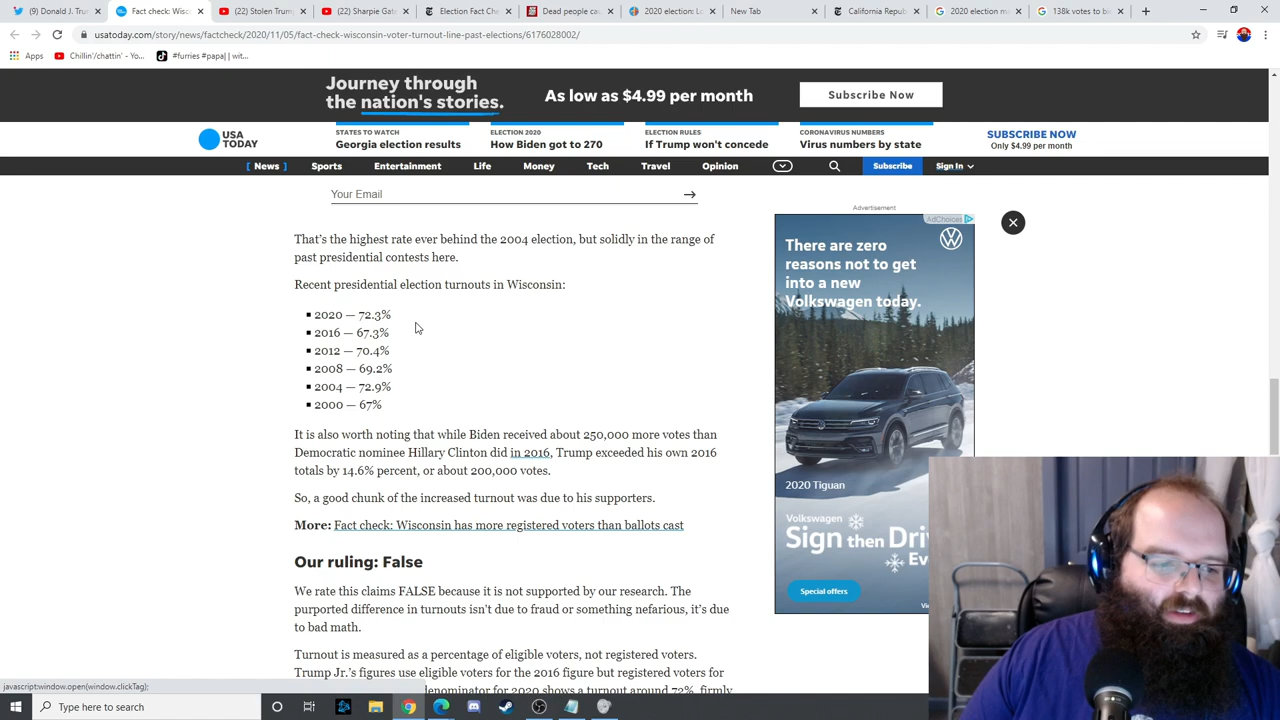 (9) Donald J. Tru
Fact check: Wisco
(22) Stolen Trump
(22) Sharpie Gate
Election Fact Che
Dead people cau
2020 election: Lo
New Tab
California Repub
2020 election ma
138k votes to bi
usatoday.com/story/news/factcheck/2020/11/05/fact-check-wisconsin-voter-turnout-line-past-elections/6176028002/
Apps
Chillin'/chattin' - Yo...
#furries #papa| | wit...
Journey through
the nation's stories.
As low as $4.99 per month
Subscribe Now
USA
TODAY
STATES TO WATCH
Georgia election results
ELECTION 2020
How Biden got to 270
ELECTION RULES
If Trump won't concede
CORONAVIRUS NUMBERS
Virus numbers by state
SUBSCRIBE NOW
Only $4.99 per month
[ News ]
Sports
Entertainment
Life
Money
Tech
Travel
Opinion
Subscribe
Sign In
Your Email
Advertisement
AdChoices
That's the highest rate ever behind the 2004 election, but solidly in the range of
past presidential contests here.
Recent presidential election turnouts in Wisconsin:
▪ 2020 — 72.3%
▪ 2016 — 67.3%
▪ 2012 — 70.4%
▪ 2008 — 69.2%
▪ 2004 — 72.9%
▪ 2000 — 67%
It is also worth noting that while Biden received about 250,000 more votes than
Democratic nominee Hillary Clinton did in 2016, Trump exceeded his own 2016
totals by 14.6% percent, or about 200,000 votes.
So, a good chunk of the increased turnout was due to his supporters.
More: Fact check: Wisconsin has more registered voters than ballots cast
Our ruling: False
We rate this claims FALSE because it is not supported by our research. The
purported difference in turnouts isn't due to fraud or something nefarious, it's due
to bad math.
Turnout is measured as a percentage of eligible voters, not registered voters.
Trump Jr.'s figures use eligible voters for the 2016 figure but registered voters for
denominator for 2020 shows a turnout around 72%, firmly
There are zero
reasons not to get
into a new
Volkswagen today.
2020 Tiguan
Volkswagen
Sign then Dri
Ev
Special offers
javascript:window.open(window.clickTag);
Type here to search